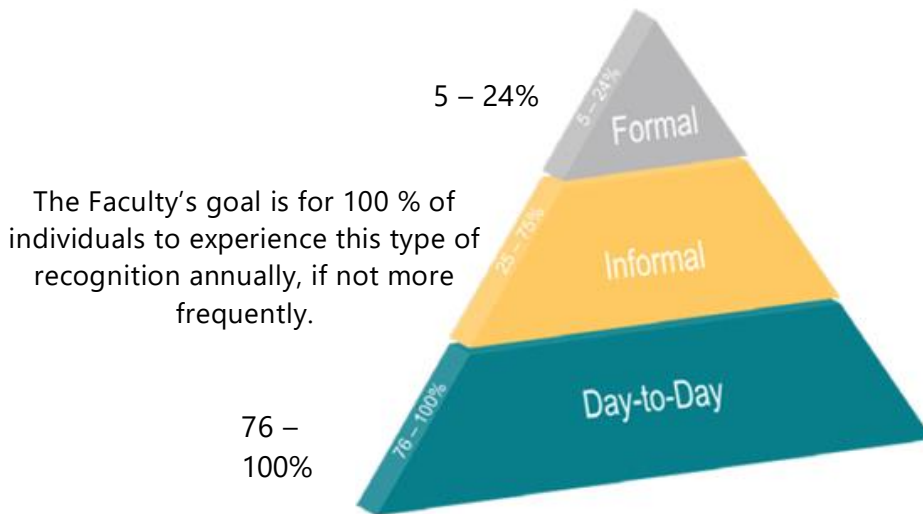 5 – 24%
5 – 24%
Formal
The Faculty’s goal is for 100 % of
individuals to experience this type of
recognition annually, if not more
frequently.
25 – 75%
Informal
76 –
100%
76 – 100%
Day-to-Day